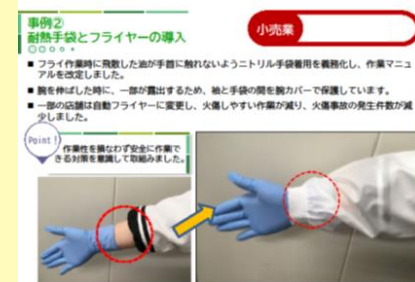 事例②
耐熱手袋とフライヤーの導入
小売業
■ フライ作業時に飛散した油が手首に触れないようニトリル手袋着用を義務化し、作業マニュ
アルを改定しました。
■ 腕を伸ばした時に、一部が露出するため、袖と手袋の間を腕カバーで保護しています。
■ 一部の店舗は自動フライヤーに変更し、火傷しやすい作業が減り、火傷事故の発生件数が減
少しました。
Point!
作業性を損なわず安全に作業で
きる対策を意識して取組みました。